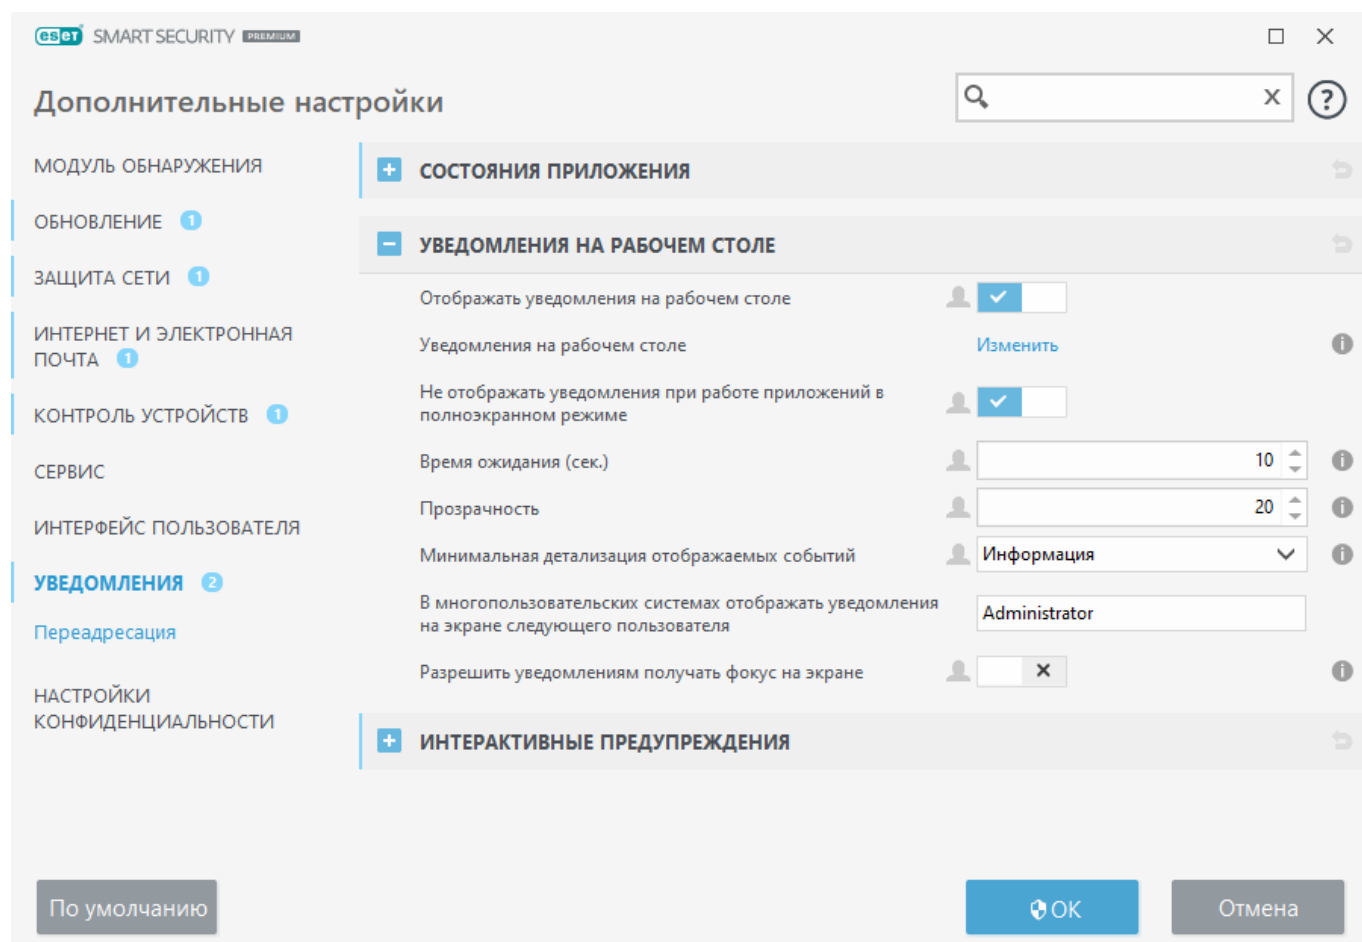 eset SMART SECURITY PREMIUM
Дополнительные настройки
МОДУЛЬ ОБНАРУЖЕНИЯ
ОБНОВЛЕНИЕ 1
ЗАЩИТА СЕТИ 1
ИНТЕРНЕТ И ЭЛЕКТРОННАЯ
ПОЧТА 1
КОНТРОЛЬ УСТРОЙСТВ 1
СЕРВИС
ИНТЕРФЕЙС ПОЛЬЗОВАТЕЛЯ
УВЕДОМЛЕНИЯ 2
Переадресация
НАСТРОЙКИ
КОНФИДЕНЦИАЛЬНОСТИ
СОСТОЯНИЯ ПРИЛОЖЕНИЯ
УВЕДОМЛЕНИЯ НА РАБОЧЕМ СТОЛЕ
Отображать уведомления на рабочем столе
Уведомления на рабочем столе Изменить
Не отображать уведомления при работе приложений в
полноэкранном режиме
Время ожидания (сек.) 10
Прозрачность 20
Минимальная детализация отображаемых событий Информация
В многопользовательских системах отображать уведомления
на экране следующего пользователя
Administrator
Разрешить уведомлениям получать фокус на экране
ИНТЕРАКТИВНЫЕ ПРЕДУПРЕЖДЕНИЯ
По умолчанию
OK
Отмена